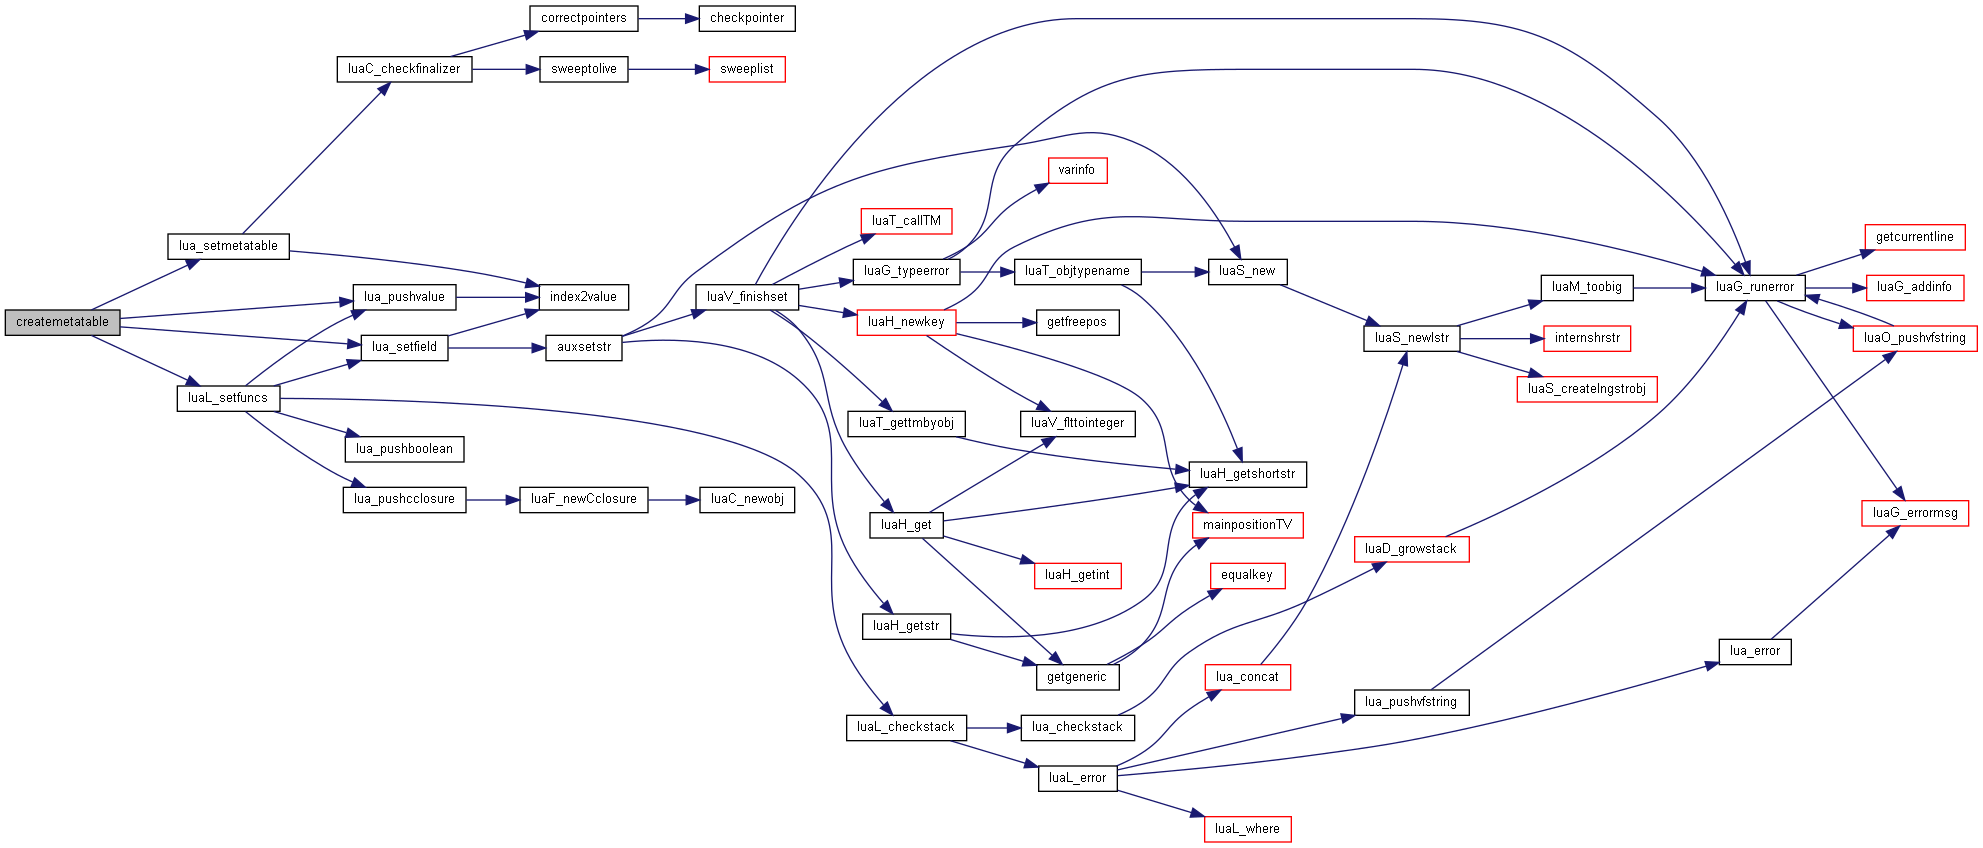 correctpointers
checkpointer
luaC_checkfinalizer
sweeptolive
sweeplist
varinfo
luaT_callTM
lua_setmetatable
getcurrentline
luaG_typeerror
luaT_objtypename
luaS_new
lua_pushvalue
index2value
luaV_finishset
luaM_toobig
luaG_runerror
luaG_addinfo
createmetatable
luaH_newkey
getfreepos
lua_setfield
auxsetstr
luaS_newlstr
internshrstr
luaO_pushvfstring
luaL_setfuncs
luaS_createlngstrobj
luaT_gettmbyobj
luaV_flttointeger
lua_pushboolean
luaH_getshortstr
lua_pushcclosure
luaF_newCclosure
luaC_newobj
luaH_get
mainpositionTV
luaG_errormsg
luaD_growstack
luaH_getint
equalkey
luaH_getstr
lua_error
getgeneric
lua_concat
lua_pushvfstring
luaL_checkstack
lua_checkstack
luaL_error
luaL_where